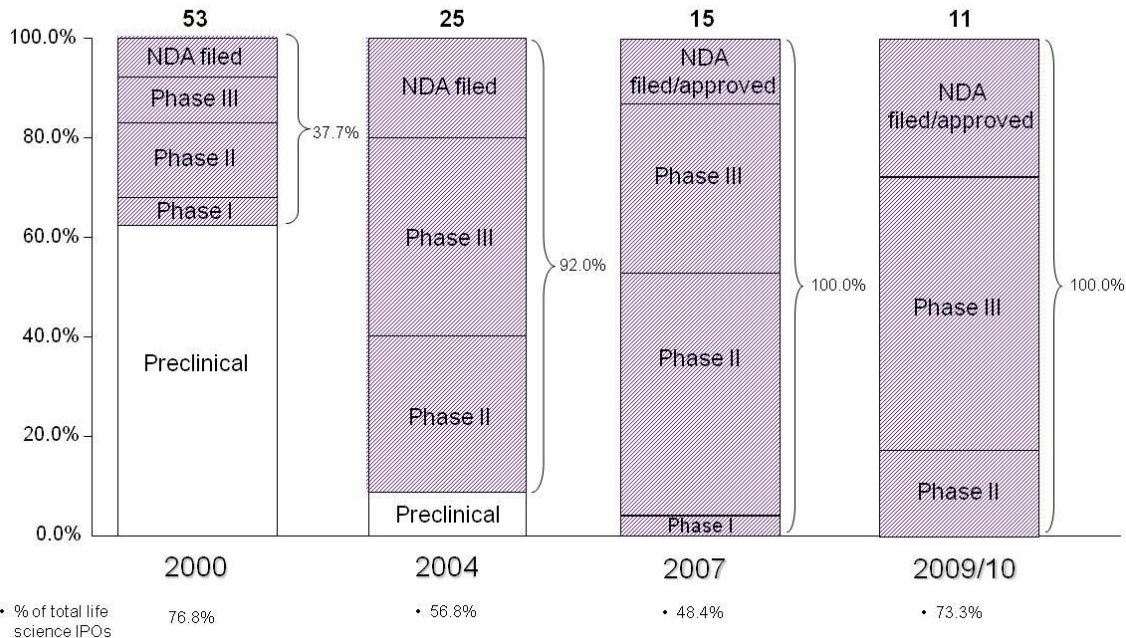 53
25
15
11
100.0%
80.0%
60.0%
40.0%
20.0%
0.0%
NDA filed
Phase III
Phase II
Phase I
Preclinical
37.7%
NDA filed
Phase III
Phase II
Preclinical
92.0%
NDA
filed/approved
Phase III
Phase II
Phase I
100.0%
NDA
filed/approved
Phase III
Phase II
100.0%
2000
2004
2007
2009/10
• % of total life
science IPOs
76.8%
• 56.8%
• 48.4%
• 73.3%